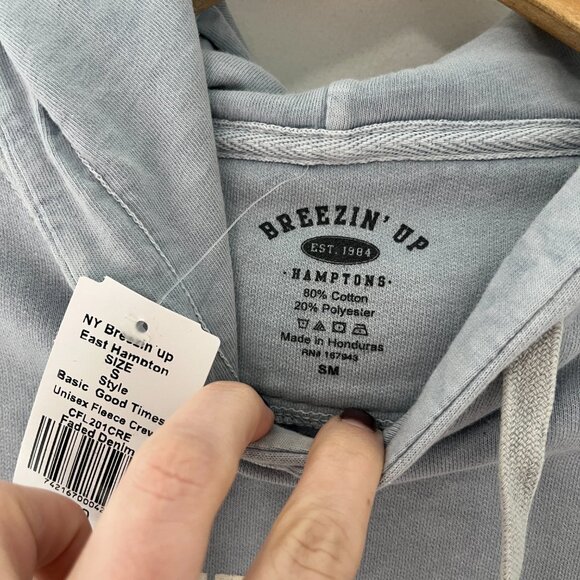 BREEZIN' UP
EST. 1984
· HAMPTONS ·
80% Cotton
20% Polyester
Made in Honduras
RN# 167943
SM
NY Breezin up
East Hampton
SIZE
S
Style
Basic Good Times
Unisex Fleece Crew
CFL201CRE
Faded Denim